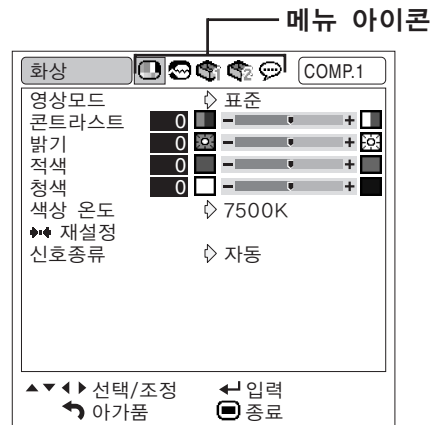 메뉴 아이콘
화상 COMP.1
영상모드 표준
콘트라스트 0 - +
밝기 0 - +
적색 0 - +
청색 0 - +
색상 온도 7500K
재설정
신호종류 자동
선택/조정 입력
아가품 종료